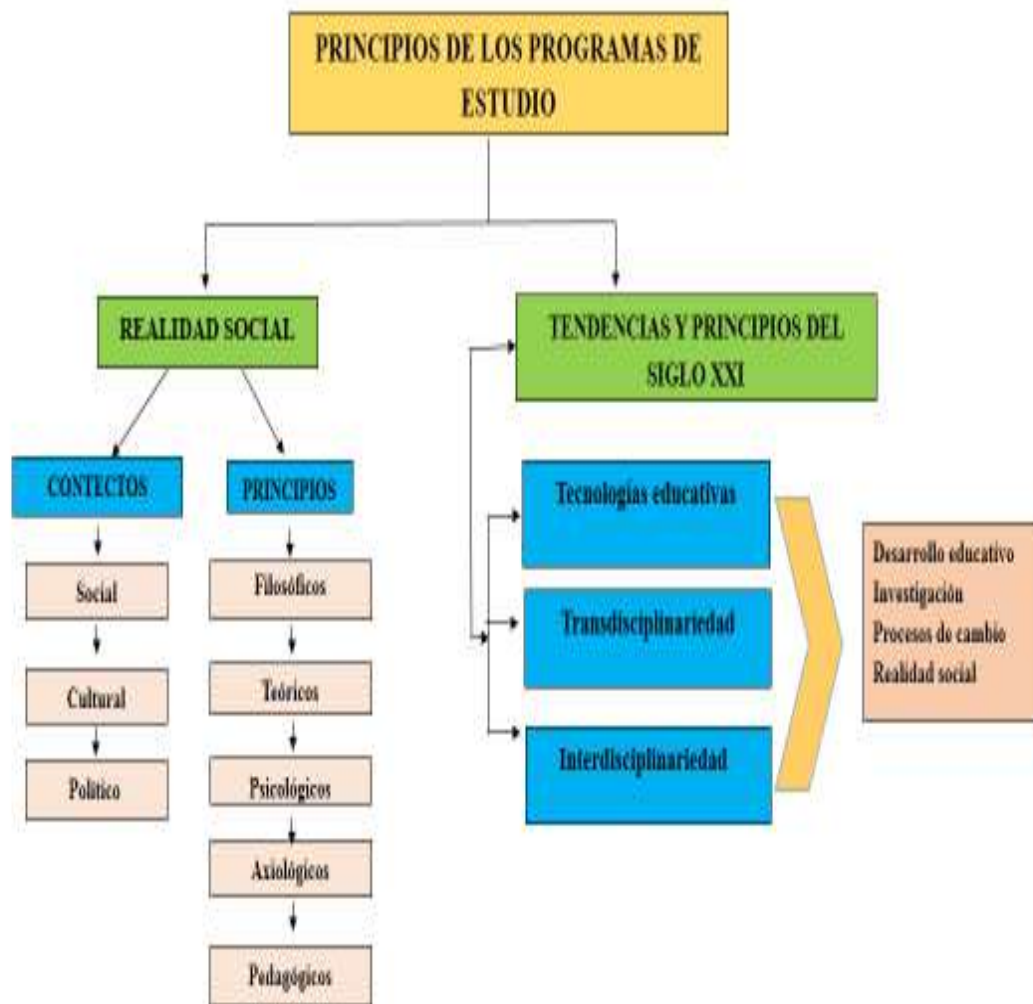 PRINCIPIOS DE LOS PROGRAMAS DE
ESTUDIO
REALIDAD SOCIAL
TENDENCIAS Y PRINCIPIOS DEL
SIGLO XXI
CONTECTOS
PRINCIPIOS
Social
Cultural
Político
Filosóficos
Teóricos
Psicológicos
Axiológicos
Pedagógicos
Tecnologías educativas
Transdisciplinariedad
Interdisciplinariedad
Desarrollo educativo
Investigación
Procesos de cambio
Realidad social